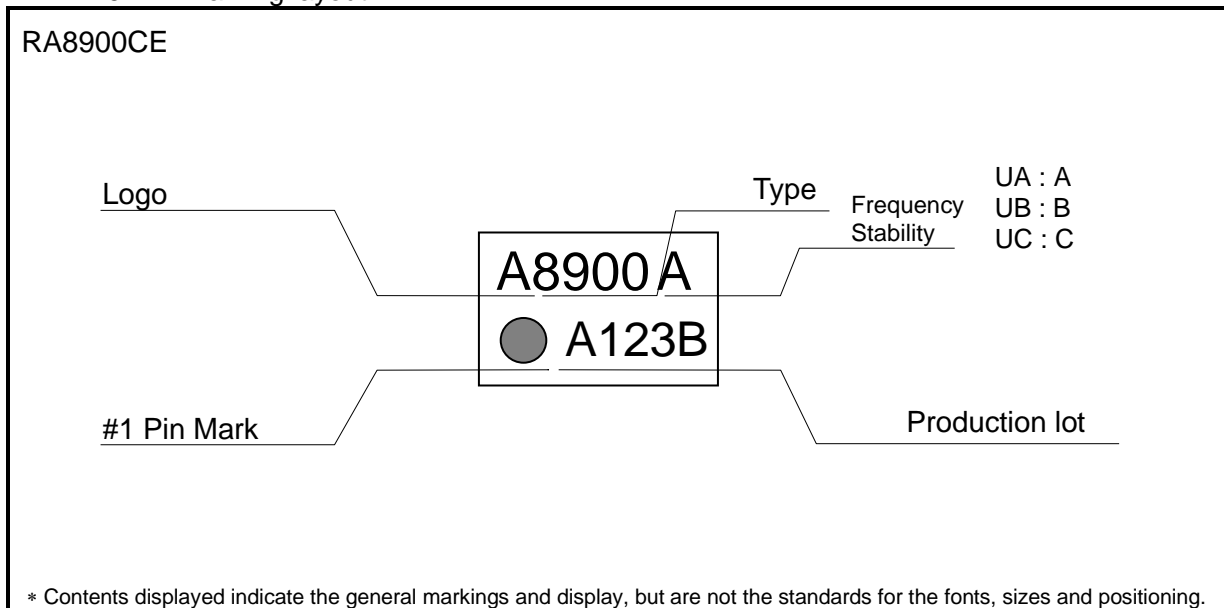 RA8900CE
Logo
Type
Frequency
Stability
UA : A
UB : B
UC : C
A8900 A
A123B
#1 Pin Mark
Production lot
* Contents displayed indicate the general markings and display, but are not the standards for the fonts, sizes and positioning.